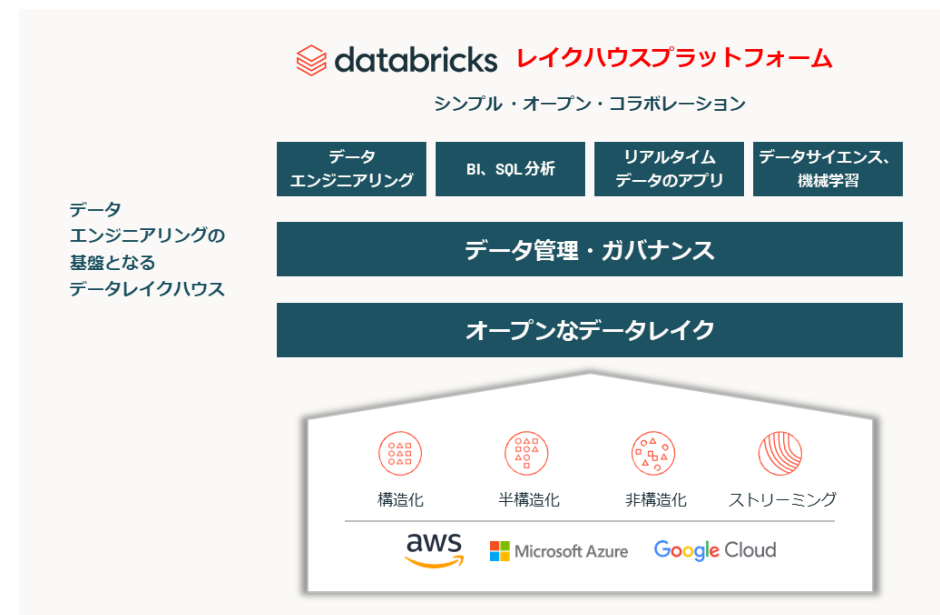 databricks レイクハウスプラットフォーム
シンプル・オープン・コラボレーション
データ
エンジニアリング
BI、SQL分析
リアルタイム
データのアプリ
データサイエンス、
機械学習
データ
エンジニアリングの
基盤となる
データレイクハウス
データ管理・ガバナンス
オープンなデータレイク
構造化
半構造化
非構造化
ストリーミング
aws
Microsoft Azure
Google Cloud